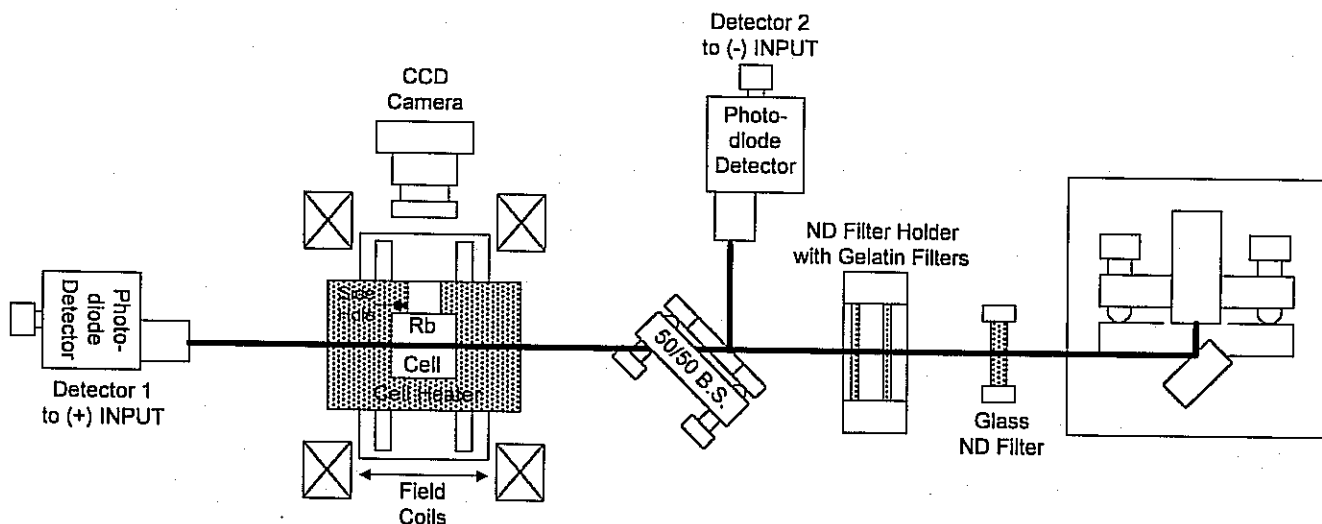 Detector 2
to (-) INPUT
CCD
Camera
Photo-
diode
Detector
ND Filter Holder
with Gelatin Filters
Photo-
diode
Detector
Side
Hole
Rb
Cell
Cell Heater
50/50 B.S.
Detector 1
to (+) INPUT
Glass
ND Filter
Field
Coils